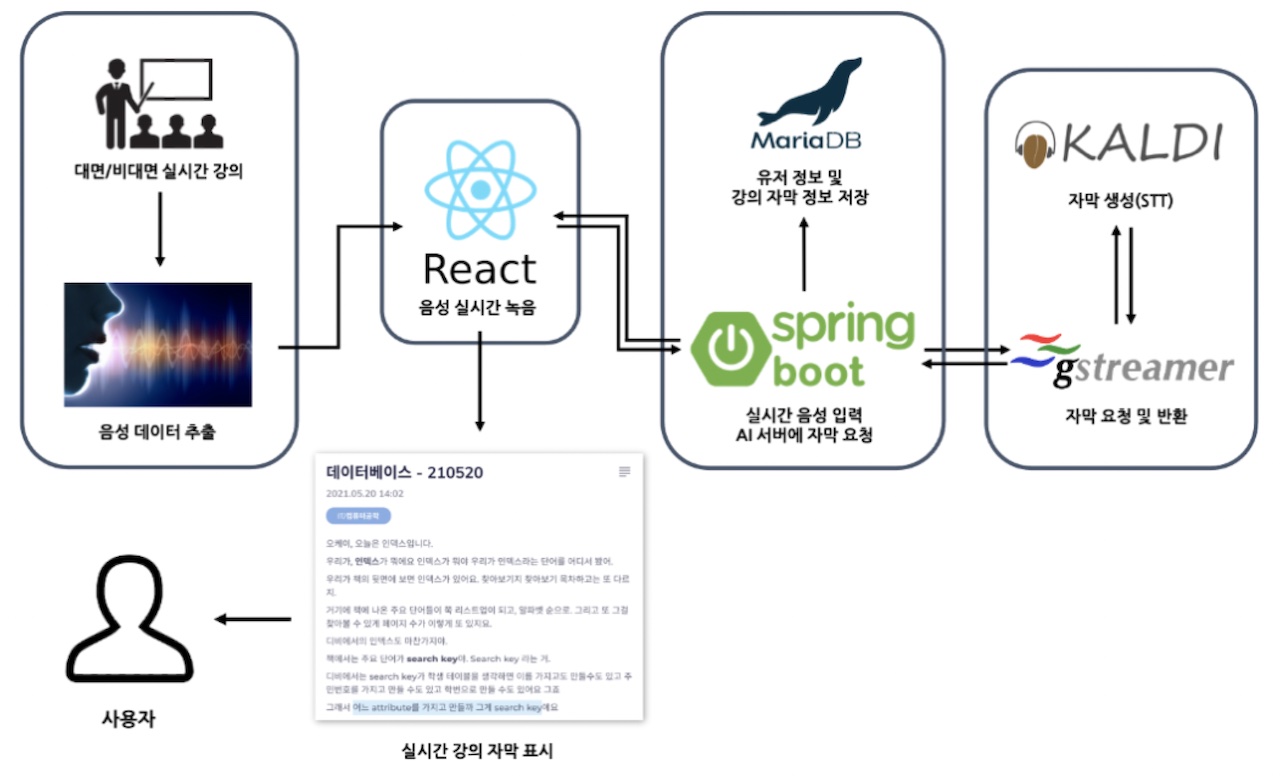 대면/비대면 실시간 강의
음성 데이터 추출
React
음성 실시간 녹음
MariaDB
유저 정보 및
강의 자막 정보 저장
spring
boot
실시간 음성 입력
AI 서버에 자막 요청
KALDI
자막 생성(STT)
gstreamer
자막 요청 및 반환
데이터베이스 - 210520
2021.05.20 14:02
컴퓨터공학
오케이, 오늘은 인덱스입니다.
우리가, 인덱스가 뭐에요 인덱스가 뭐야 우리가 인덱스라는 단어를 어디서 봤어.
우리가 책의 뒷면에 보면 인덱스가 있어요. 찾아보기지 찾아보기 목차하고는 또 다르
지.
거기에 책에 나온 주요 단어들이 쭉 리스트업이 되고, 알파벳 순으로. 그리고 또 그걸
찾아볼 수 있게 페이지 수가 이렇게 또 있지요.
디비에서의 인덱스도 마찬가지야.
책에서는 주요 단어가 search key야. Search key 라는 거.
디비에서는 search key가 학생 테이블을 생각해면 이름 가지고도 만들수도 있고 주
민번호를 가지고 만들 수도 있고 학번으로 만들 수도 있어요 그죠
그래서 어느 attribute를 가지고 만들까 그게 search key에요
실시간 강의 자막 표시
사용자